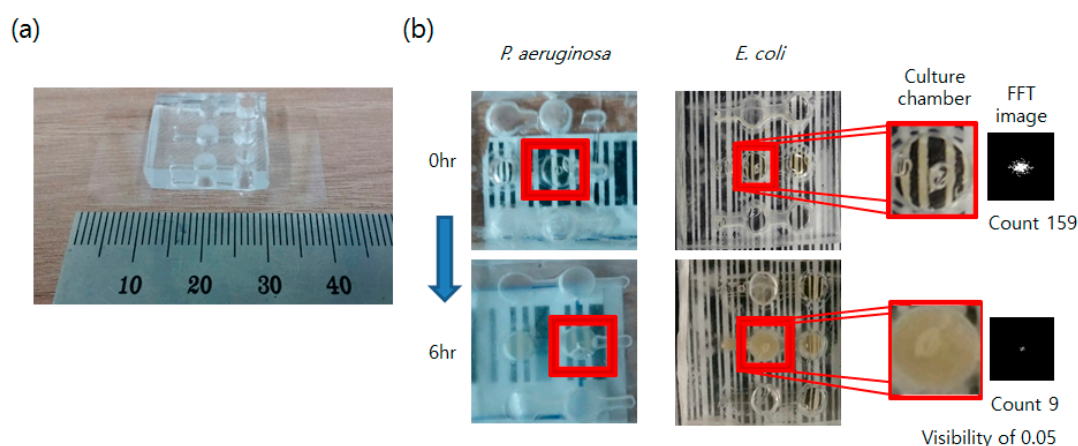 (a)
10 20 30 40
(b)
P. aeruginosa
E. coli
Culture
chamber
FFT
image
0hr
Count 159
6hr
Count 9
Visibility of 0.05